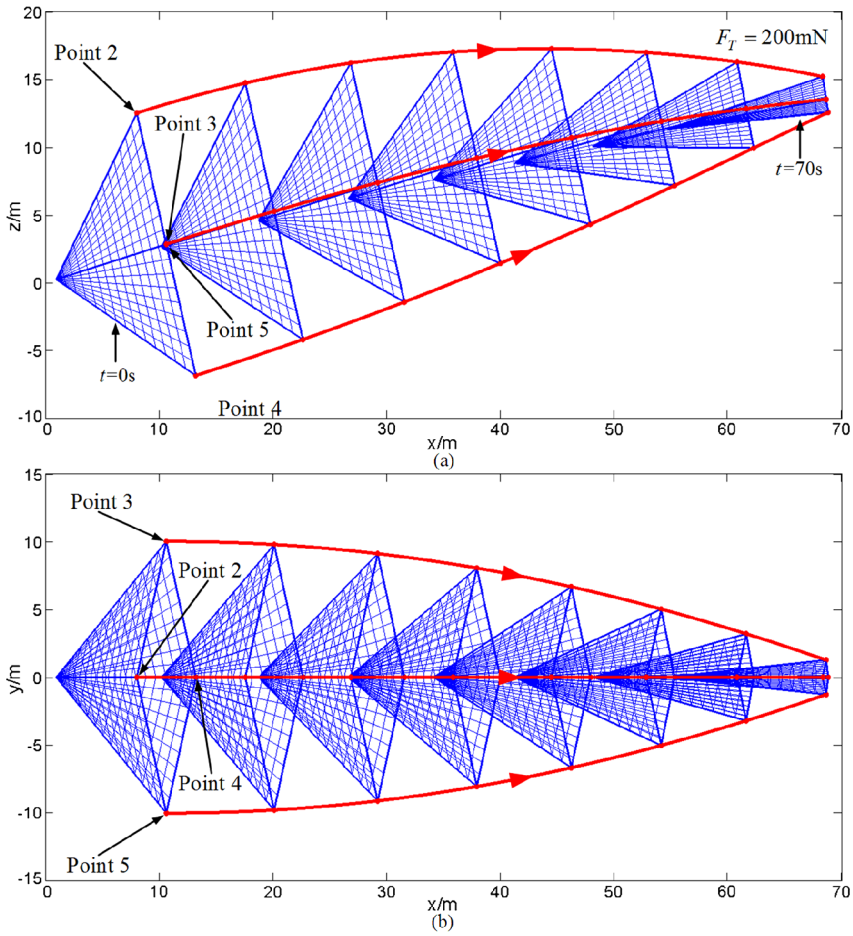 20
15
10
5
0
-5
-10
z/m
Point 2
Point 3
Point 5
Point 4
t=0s
t=70s
F_T = 200mN
0 10 20 30 40 50 60 70
x/m
(a)
15
10
5
0
-5
-10
-15
y/m
Point 3
Point 2
Point 4
Point 5
0 10 20 30 40 50 60 70
x/m
(b)